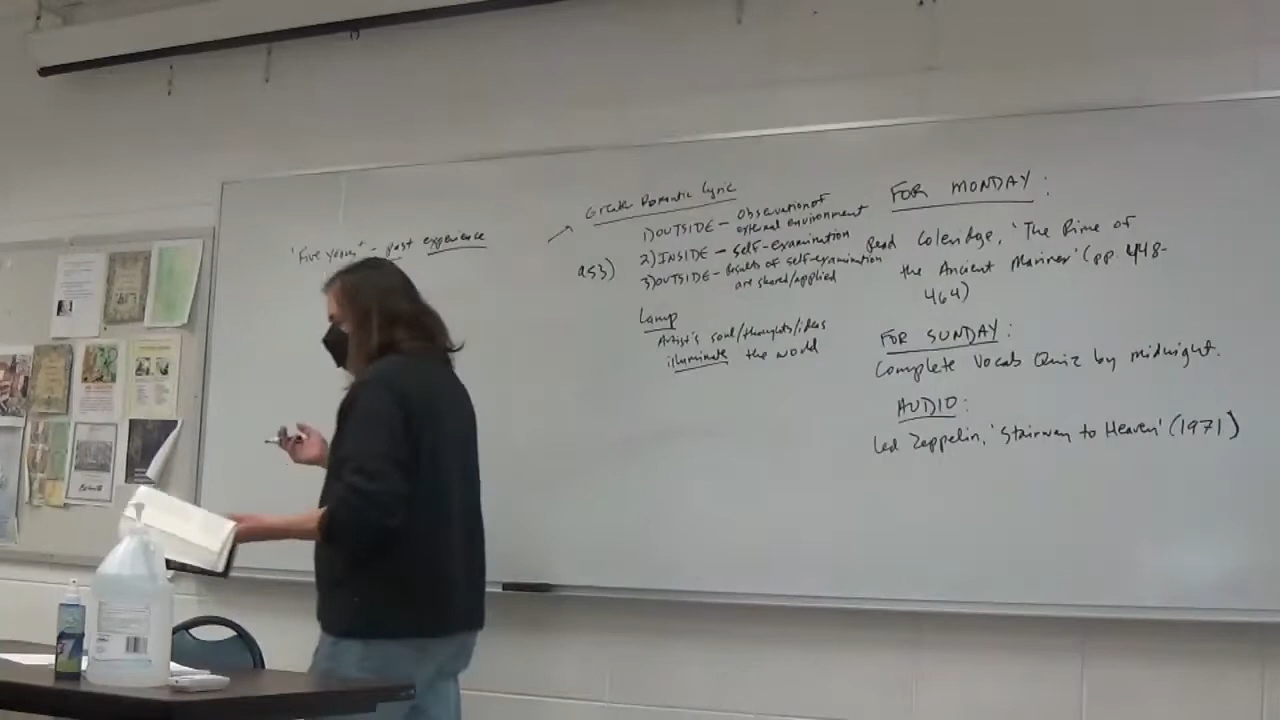 'Five years' - past experience
Greater Romantic Lyric
1) OUTSIDE - Observation of
external environment
as 3)
2) INSIDE - self-examination
3) OUTSIDE - Results of self-examination
are shared/applied
Lamp
Artist's soul/thoughts/ideas
illuminate the world
FOR MONDAY:
Read Coleridge, 'The Rime of
the Ancient Mariner' (pp. 448-
464)
FOR SUNDAY:
Complete Vocab Quiz by midnight.
AUDIO:
Led Zeppelin, 'Stairway to Heaven' (1971)